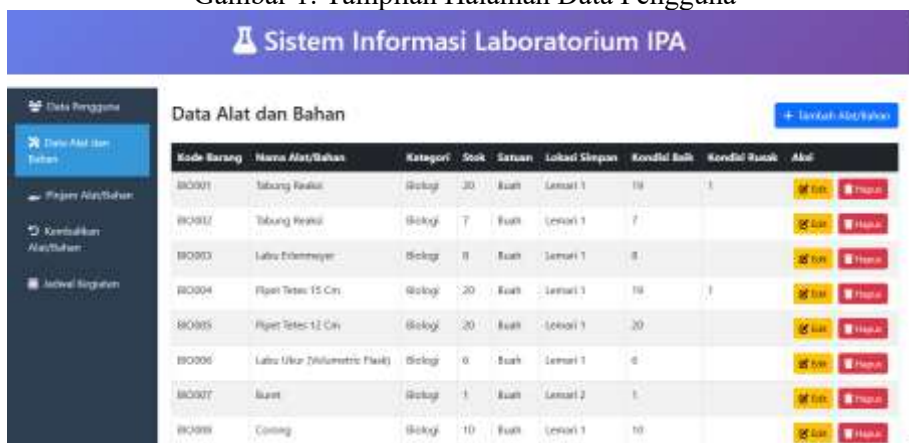 Gambar 1. Tampilan Halaman Data Pengguna
Sistem Informasi Laboratorium IPA
Data Pengguna
Data Alat dan
Bahan
Pinjam Alat/Bahan
Kembalikan
Alat/Bahan
Jadwal Kegiatan
Data Alat dan Bahan
+ Tambah Alat/Bahan
Kode Barang Nama Alat/Bahan Kategori Stok Satuan Lokasi Simpan Kondisi Baik Kondisi Rusak Aksi
BIO001 Tabung Reaksi Biologi 20 Buah Lemari 1 19 1 Edit Hapus
BIO002 Tabung Reaksi Biologi 7 Buah Lemari 1 7 Edit Hapus
BIO003 Labu Erlenmeyer Biologi 8 Buah Lemari 1 8 Edit Hapus
BIO004 Pipet Tetes 15 Cm Biologi 20 Buah Lemari 1 19 1 Edit Hapus
BIO005 Pipet Tetes 12 Cm Biologi 20 Buah Lemari 1 20 Edit Hapus
BIO006 Labu Ukur (Volumetric Flask) Biologi 6 Buah Lemari 1 6 Edit Hapus
BIO007 Buret Biologi 1 Buah Lemari 2 1 Edit Hapus
BIO008 Corong Biologi 10 Buah Lemari 1 10 Edit Hapus